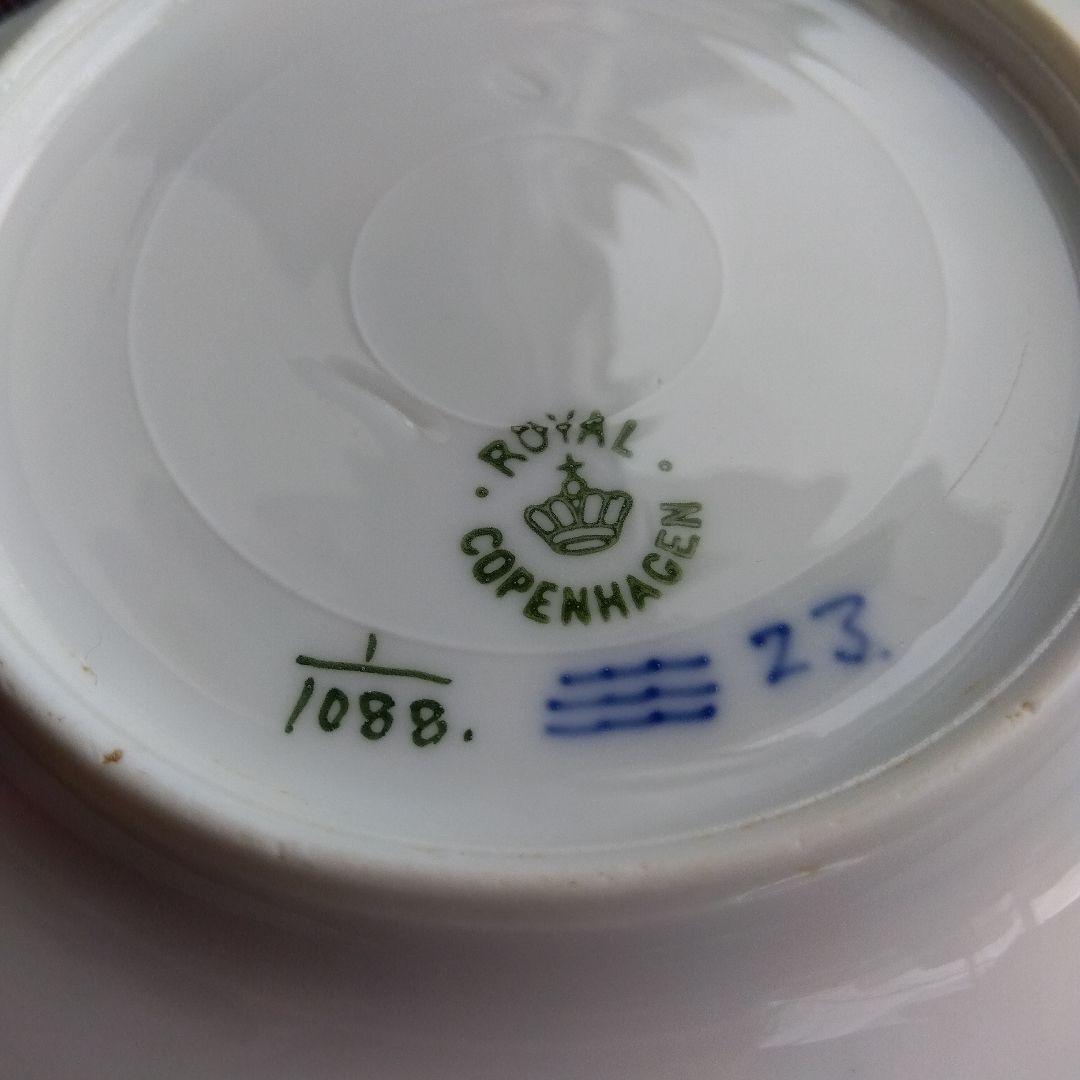 ROYAL
COPENHAGEN
1
1088.
23.